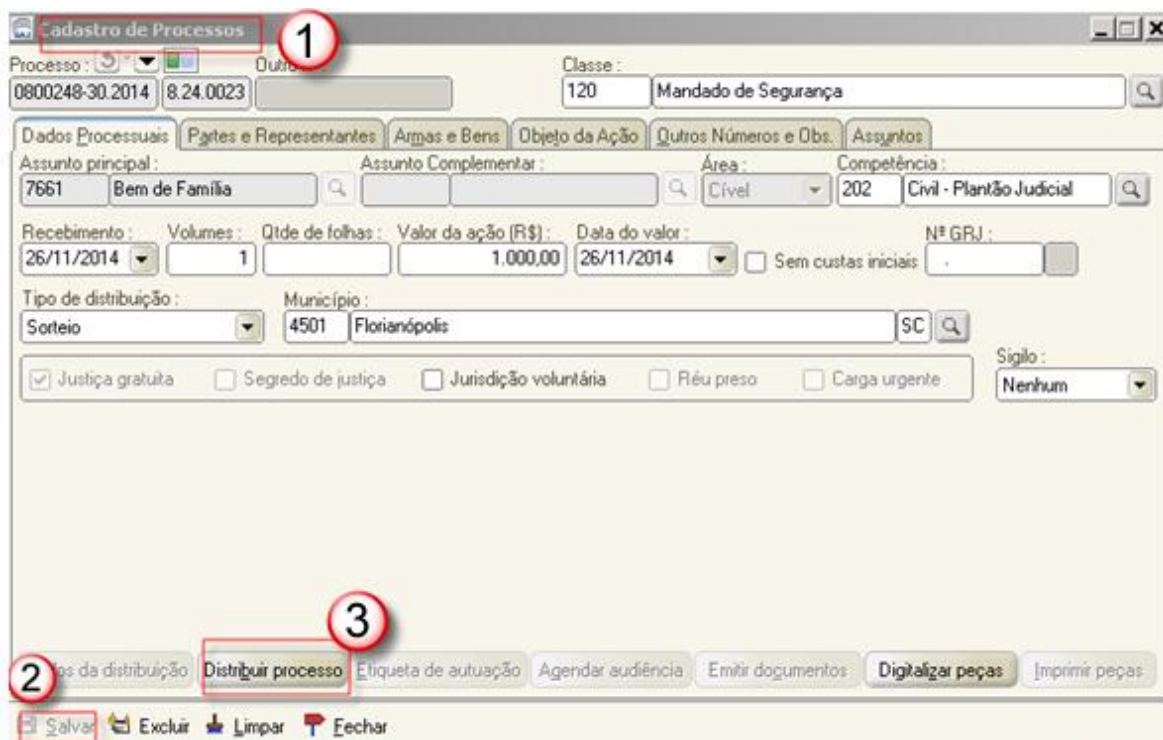 Cadastro de Processos
1
Processo : Outro Classe :
0800248-30.2014 8.24.0023 120 Mandado de Segurança
Dados Processuais Partes e Representantes Armas e Bens Objeto da Ação Outros Números e Obs. Assuntos
Assunto principal : Assunto Complementar : Área : Competência :
7661 Bem de Família Cível 202 Civil - Plantão Judicial
Recebimento : Volumes : Qtde de folhas : Valor da ação (R$) : Data do valor : Nº GRJ :
26/11/2014 1 1.000,00 26/11/2014 Sem custas iniciais .
Tipo de distribuição : Município :
Sorteio 4501 Florianópolis SC
Sigilo :
Justiça gratuita Segredo de justiça Jurisdição voluntária Réu preso Carga urgente Nenhum
3
2 da distribuição Distribuir processo Etiqueta de autuação Agendar audiência Emitir documentos Digitalizar peças Imprimir peças
Salvar Excluir Limpar Fechar